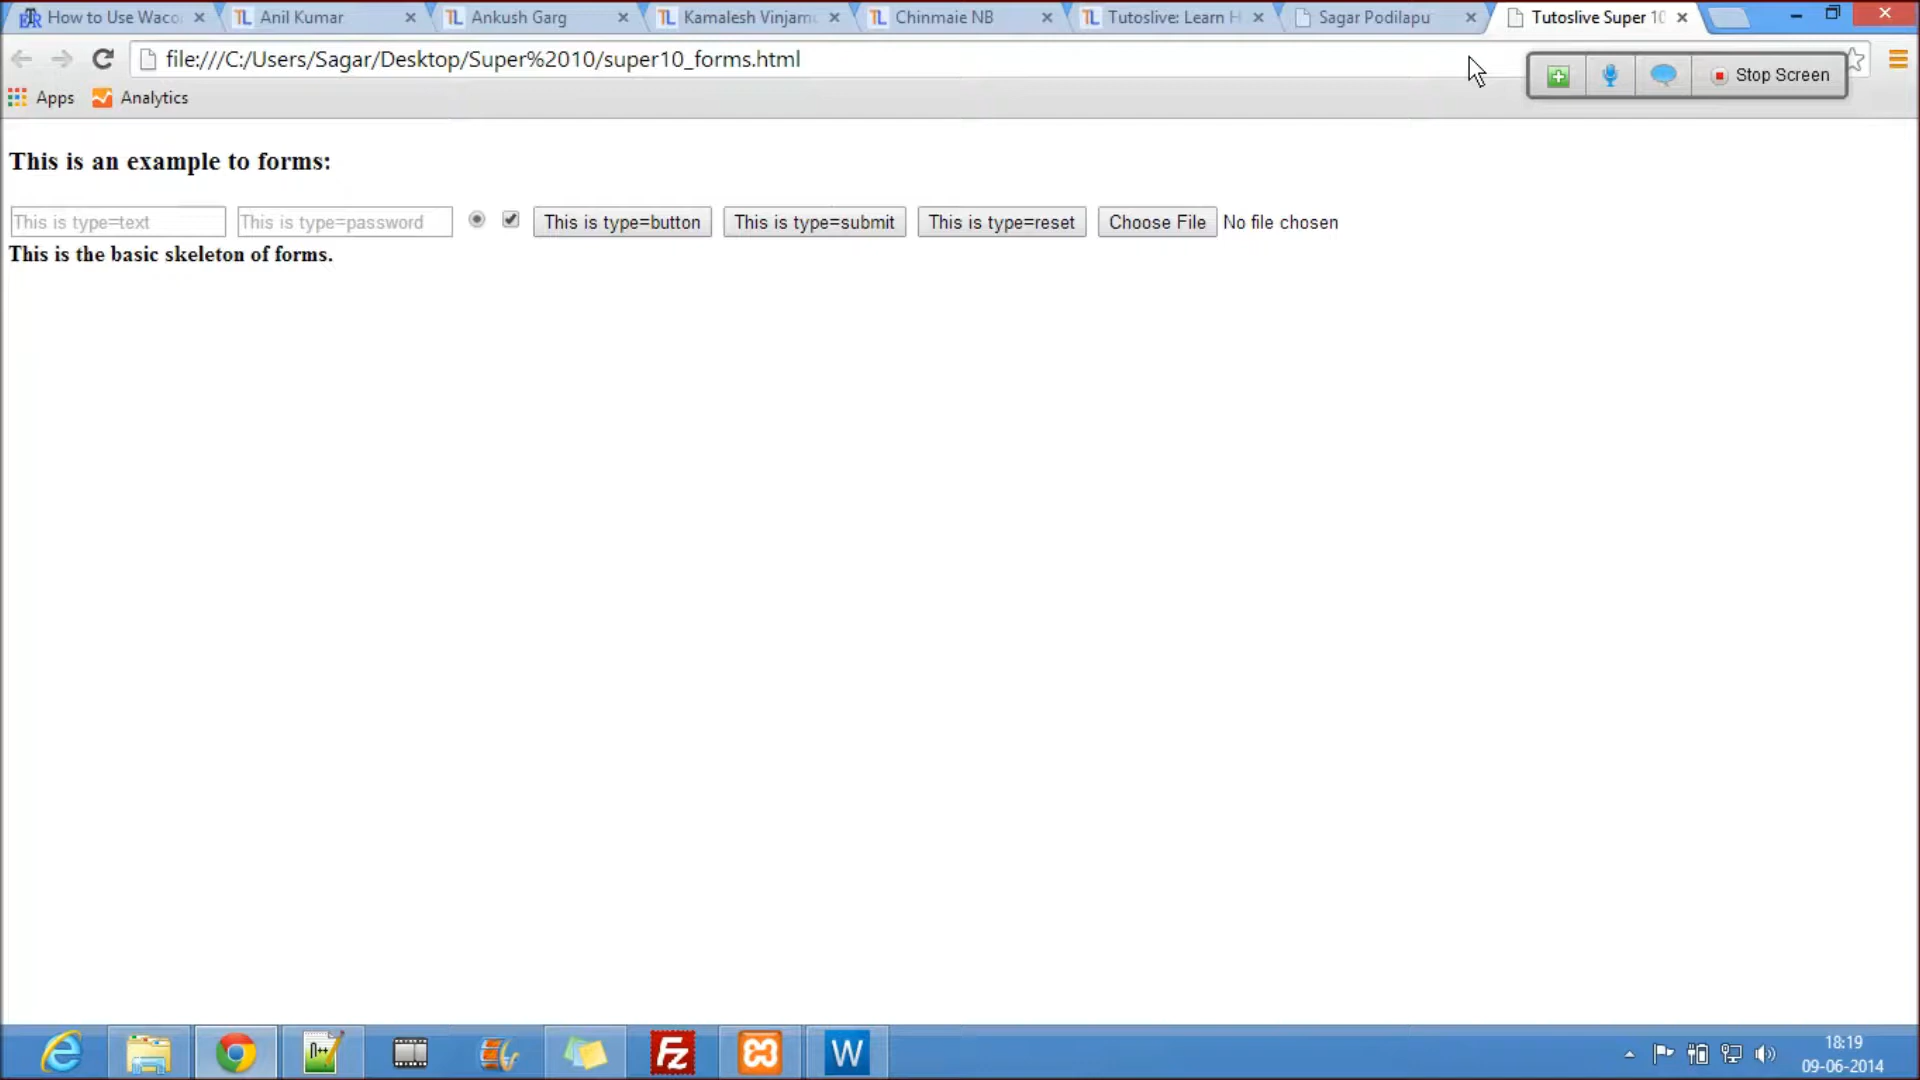 How to Use Waco
Anil Kumar
Ankush Garg
Kamalesh Vinjam
Chinmaie NB
Tutoslive: Learn H
Sagar Podilapu
Tutoslive Super 10
file:///C:/Users/Sagar/Desktop/Super%2010/super10_forms.html
Stop Screen
Apps
Analytics
This is an example to forms:
This is type=text
This is type=password
This is type=button
This is type=submit
This is type=reset
Choose File
No file chosen
This is the basic skeleton of forms.
18:19
09-06-2014